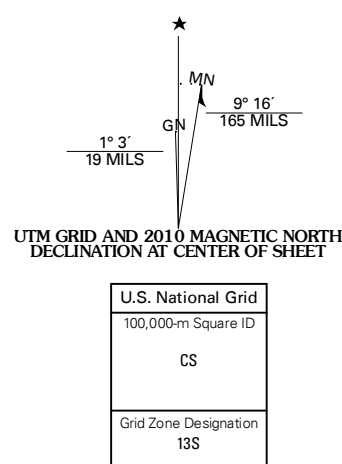 ★
MN
GN
9° 16´
165 MILS
1° 3´
19 MILS
UTM GRID AND 2010 MAGNETIC NORTH
DECLINATION AT CENTER OF SHEET
U.S. National Grid
100,000-m Square ID
CS
Grid Zone Designation
13S